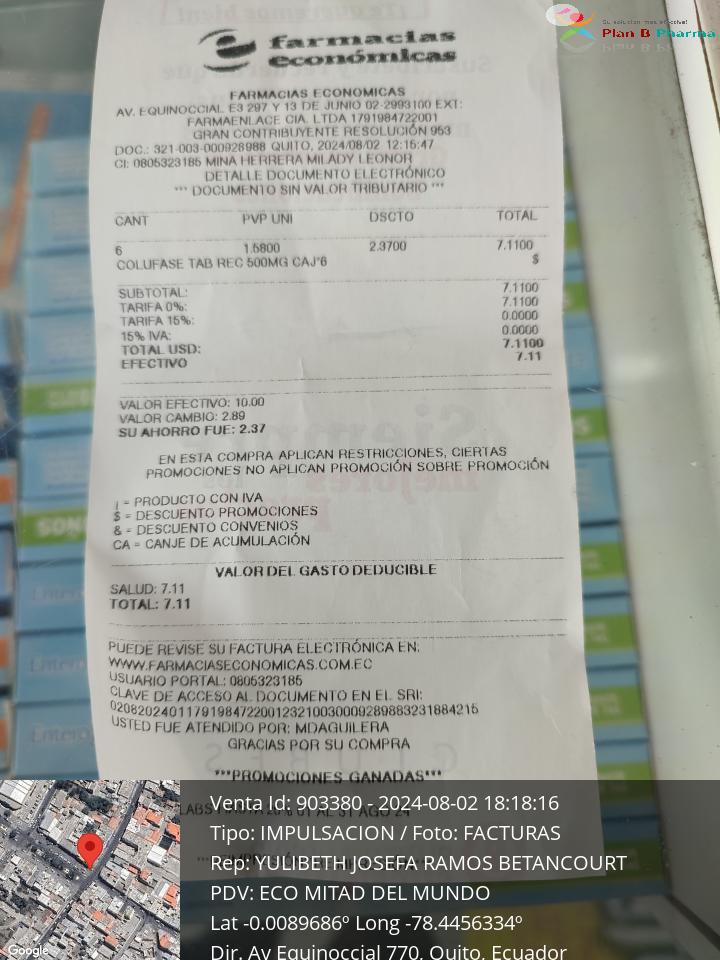 Su solucion mas efectiva!
Plan B Pharma
farmacias
económicas
FARMACIAS ECONOMICAS
AV. EQUINOCCIAL E3 297 Y 13 DE JUNIO 02-2993100 EXT:
FARMAENLACE CIA. LTDA 1791984722001
GRAN CONTRIBUYENTE RESOLUCIÓN 953
DOC.: 321-003-000928988 QUITO, 2024/08/02 12:15:47
CI: 0805323185 MINA HERRERA MILADY LEONOR
DETALLE DOCUMENTO ELECTRÓNICO
*** DOCUMENTO SIN VALOR TRIBUTARIO ***
CANT PVP UNI DSCTO TOTAL
6 1.5800 2.3700 7.1100
COLUFASE TAB REC 500MG CAJ*6 $
SUBTOTAL: 7.1100
TARIFA 0%: 7.1100
TARIFA 15%: 0.0000
15% IVA: 0.0000
TOTAL USD: 7.1100
EFECTIVO 7.11
VALOR EFECTIVO: 10.00
VALOR CAMBIO: 2.89
SU AHORRO FUE: 2.37
EN ESTA COMPRA APLICAN RESTRICCIONES, CIERTAS
PROMOCIONES NO APLICAN PROMOCIÓN SOBRE PROMOCIÓN
| = PRODUCTO CON IVA
$ = DESCUENTO PROMOCIONES
& = DESCUENTO CONVENIOS
CA = CANJE DE ACUMULACIÓN
VALOR DEL GASTO DEDUCIBLE
SALUD: 7.11
TOTAL: 7.11
PUEDE REVISE SU FACTURA ELECTRÓNICA EN:
WWW.FARMACIASECONOMICAS.COM.EC
USUARIO PORTAL: 0805323185
CLAVE DE ACCESO AL DOCUMENTO EN EL SRI:
0208202401179198472200123210030009289883231884215
USTED FUE ATENDIDO POR: MDAGUILERA
GRACIAS POR SU COMPRA
***PROMOCIONES GANADAS***
Venta Id: 903380 - 2024-08-02 18:18:16
Tipo: IMPULSACION / Foto: FACTURAS
Rep: YULIBETH JOSEFA RAMOS BETANCOURT
PDV: ECO MITAD DEL MUNDO
Lat -0.0089686º Long -78.4456334º
Dir. Av Equinoccial 770, Quito, Ecuador
Google